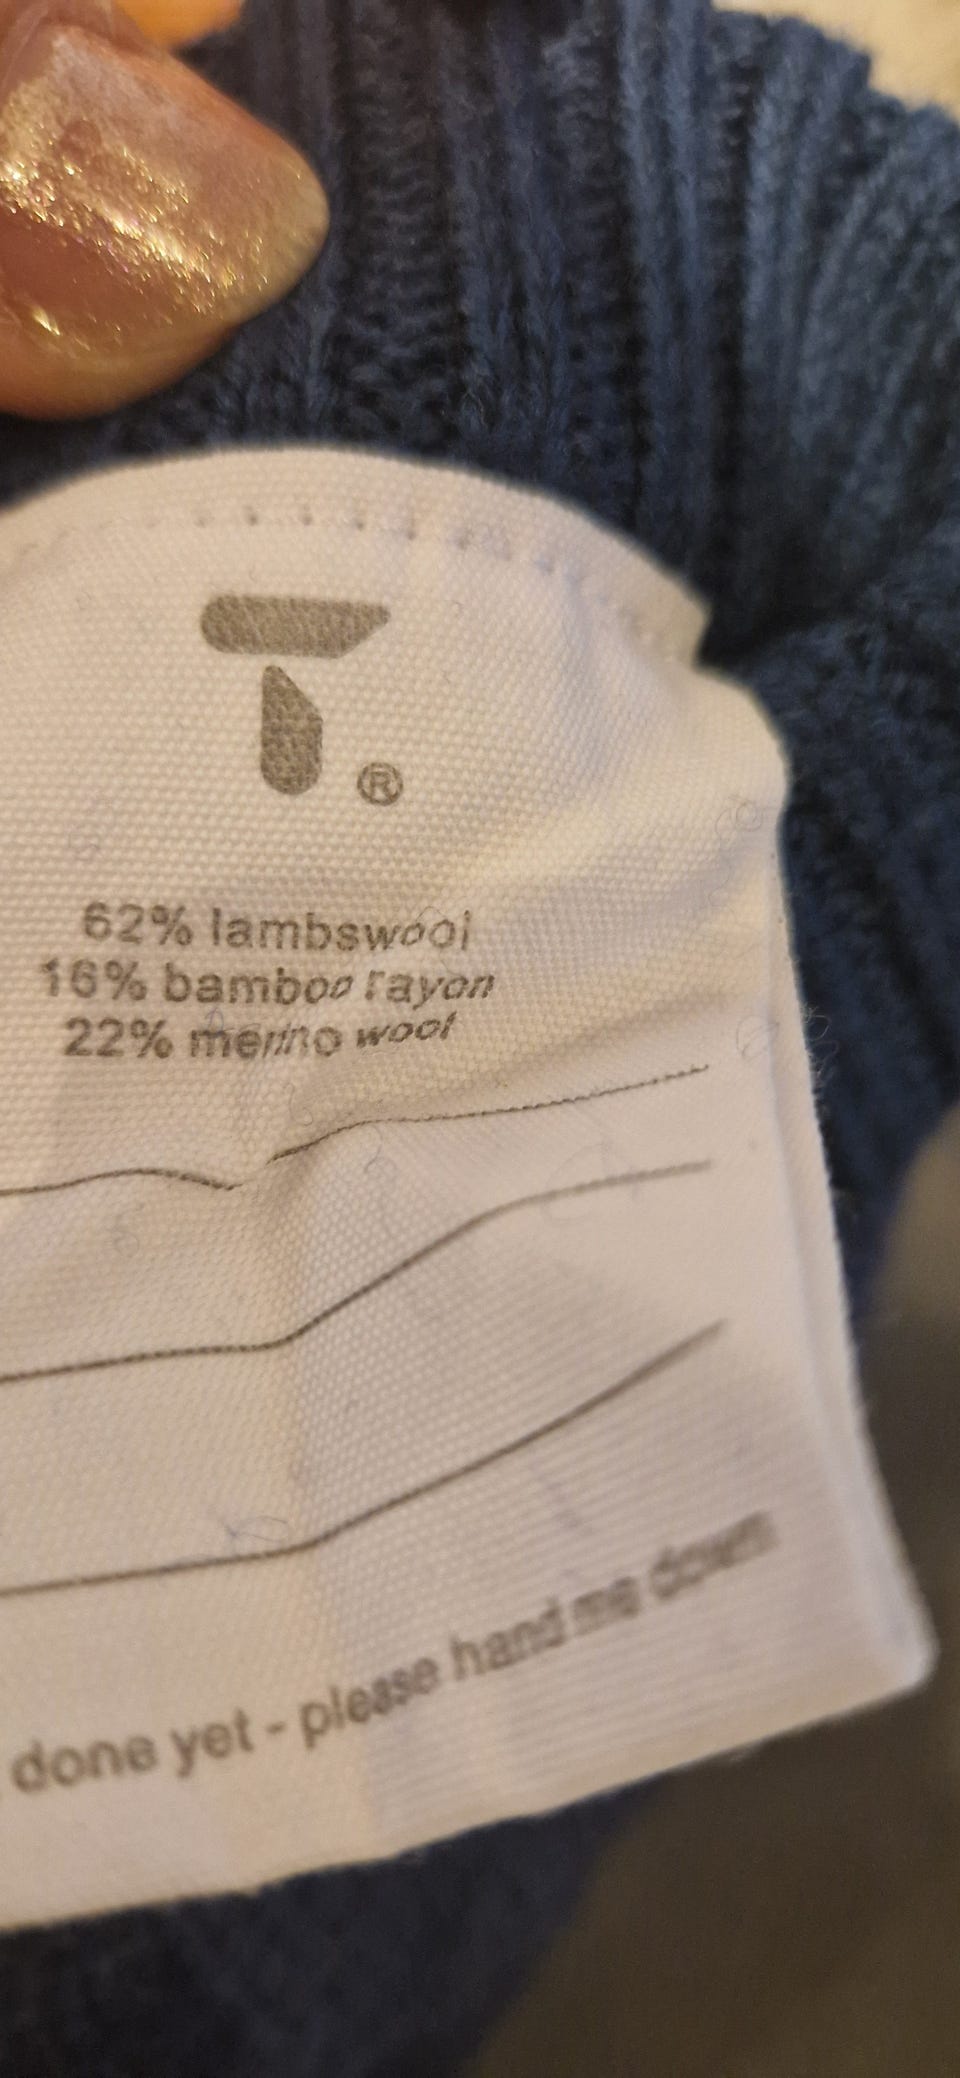 T®
62% lambswool
16% bamboo rayon
22% merino wool
done yet - please hand me down